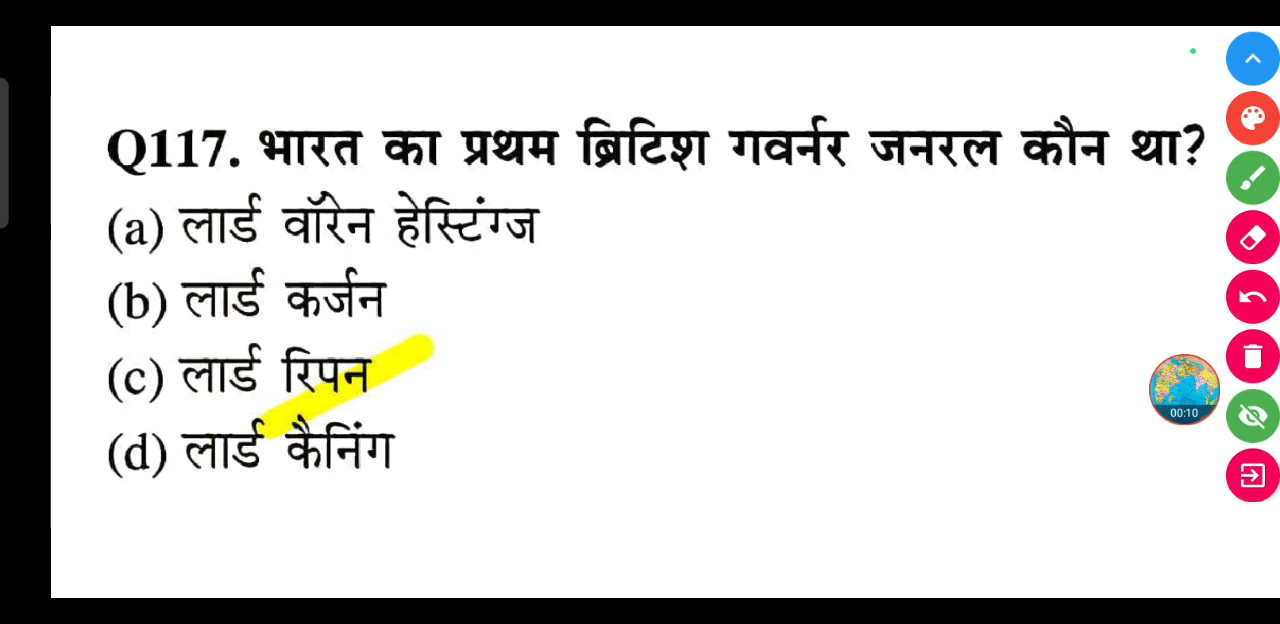 Q117. भारत का प्रथम ब्रिटिश गवर्नर जनरल कौन था?
(a) लार्ड वॉरेन हेस्टिंग्ज
(b) लार्ड कर्जन
(c) लार्ड रिपन
(d) लार्ड कैनिंग
00:10